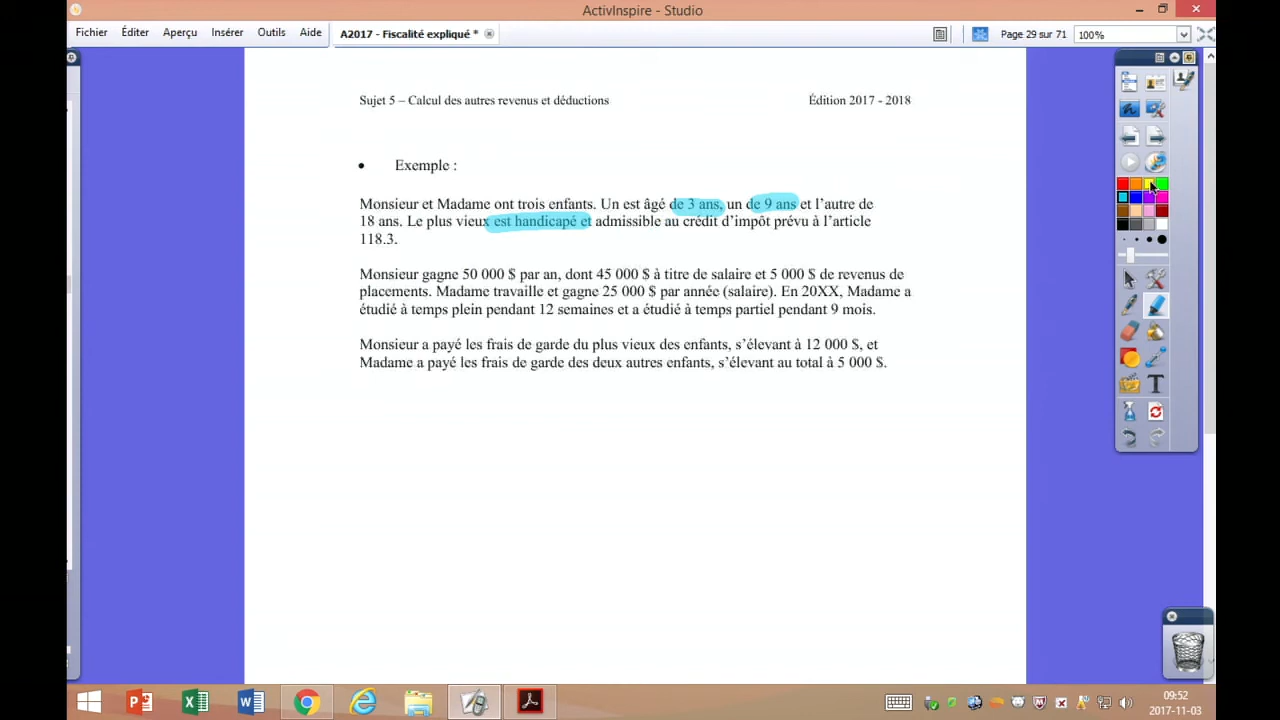 ActivInspire - Studio
Fichier Éditer Aperçu Insérer Outils Aide
A2017 - Fiscalité expliqué *
Page 29 sur 71
100%
Sujet 5 – Calcul des autres revenus et déductions
Édition 2017 - 2018
• Exemple :
Monsieur et Madame ont trois enfants. Un est âgé de 3 ans, un de 9 ans et l’autre de
18 ans. Le plus vieux est handicapé et admissible au crédit d’impôt prévu à l’article
118.3.
Monsieur gagne 50 000 $ par an, dont 45 000 $ à titre de salaire et 5 000 $ de revenus de
placements. Madame travaille et gagne 25 000 $ par année (salaire). En 20XX, Madame a
étudié à temps plein pendant 12 semaines et a étudié à temps partiel pendant 9 mois.
Monsieur a payé les frais de garde du plus vieux des enfants, s’élevant à 12 000 $, et
Madame a payé les frais de garde des deux autres enfants, s’élevant au total à 5 000 $.
09:52
2017-11-03